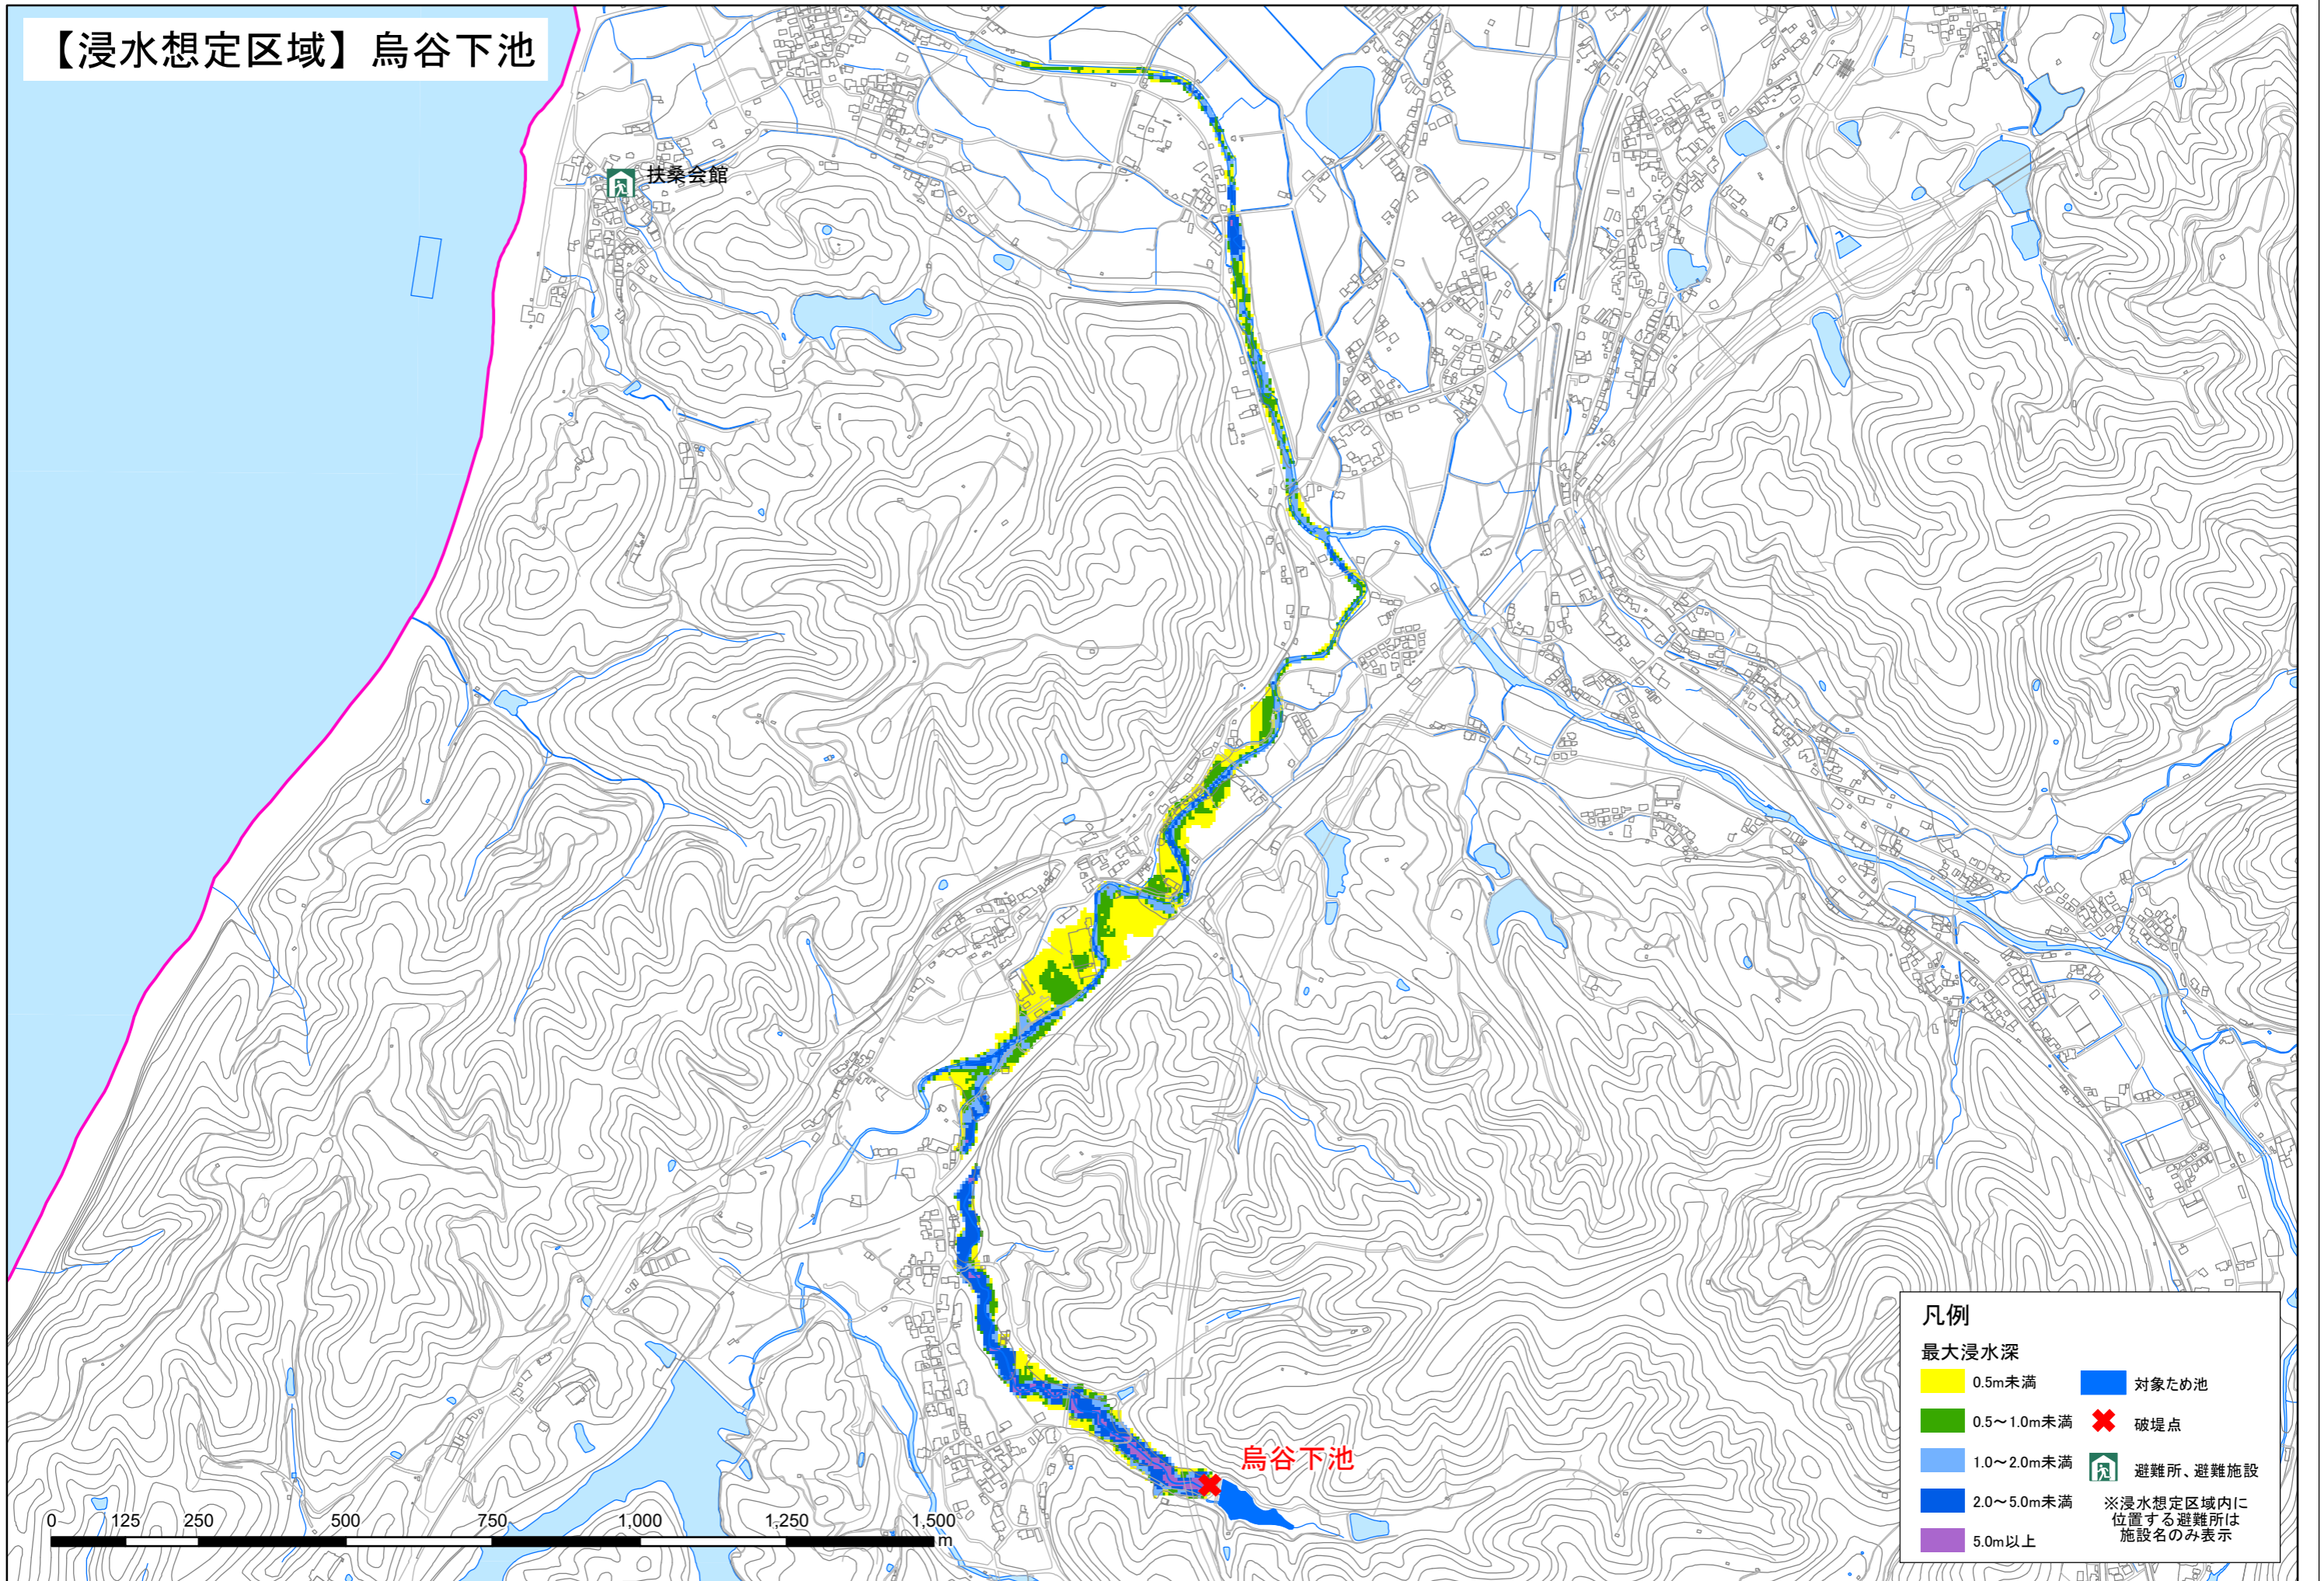 【浸水想定区域】烏谷下池
扶桑会館
烏谷下池
0 125 250 500 750 1,000 1,250 1,500
m
凡例
最大浸水深
0.5m未満
0.5～1.0m未満
1.0～2.0m未満
2.0～5.0m未満
5.0m以上
対象ため池
破堤点
避難所、避難施設
※浸水想定区域内に
位置する避難所は
施設名のみ表示